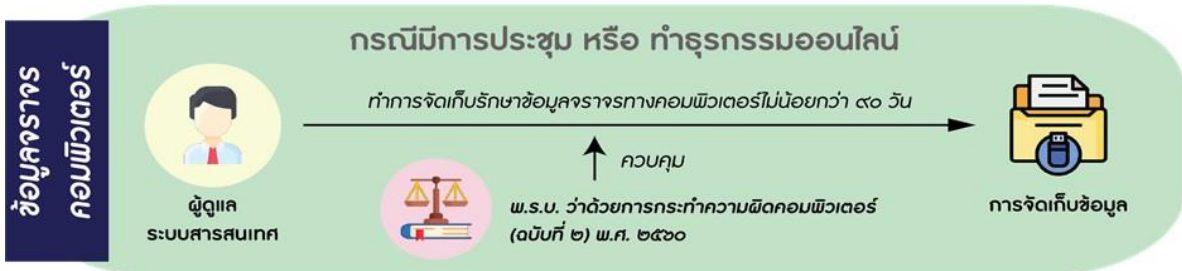 ข้อมูลจราจร
คอมพิวเตอร์
กรณีมีการประชุม หรือ ทำธุรกรรมออนไลน์
ทำการจัดเก็บรักษาข้อมูลจราจรทางคอมพิวเตอร์ไม่น้อยกว่า ๙๐ วัน
ควบคุม
ผู้ดูแล
ระบบสารสนเทศ
พ.ร.บ. ว่าด้วยการกระทำความผิดคอมพิวเตอร์
(ฉบับที่ ๒) พ.ศ. ๒๕๖๐
การจัดเก็บข้อมูล